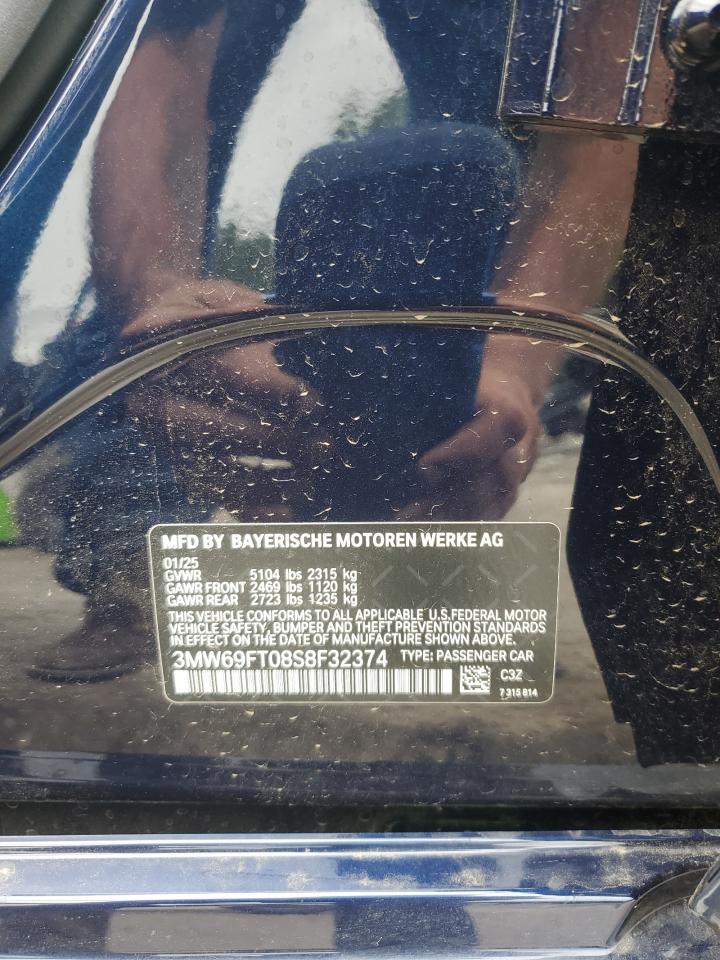 MFD BY BAYERISCHE MOTOREN WERKE AG
01/25
GVWR 5104 lbs 2315 kg
GAWR FRONT 2469 lbs 1120 kg
GAWR REAR 2723 lbs 1235 kg
THIS VEHICLE CONFORMS TO ALL APPLICABLE U.S.FEDERAL MOTOR
VEHICLE SAFETY, BUMPER AND THEFT PREVENTION STANDARDS
IN EFFECT ON THE DATE OF MANUFACTURE SHOWN ABOVE.
3MW69FT08S8F32374 TYPE: PASSENGER CAR
C3Z
7 315 814